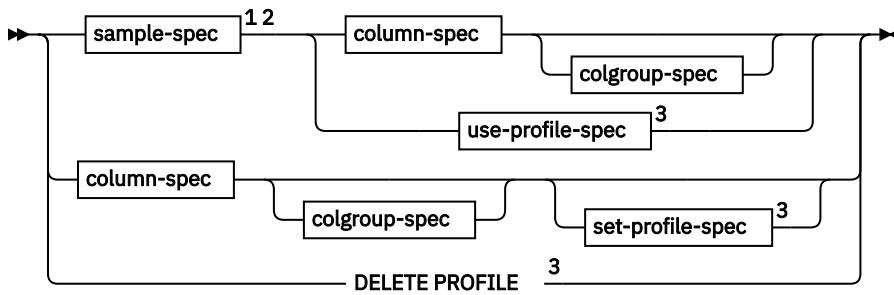 sample-spec 1 2 column-spec
colgroup-spec
use-profile-spec 3
column-spec
colgroup-spec set-profile-spec 3
DELETE PROFILE 3